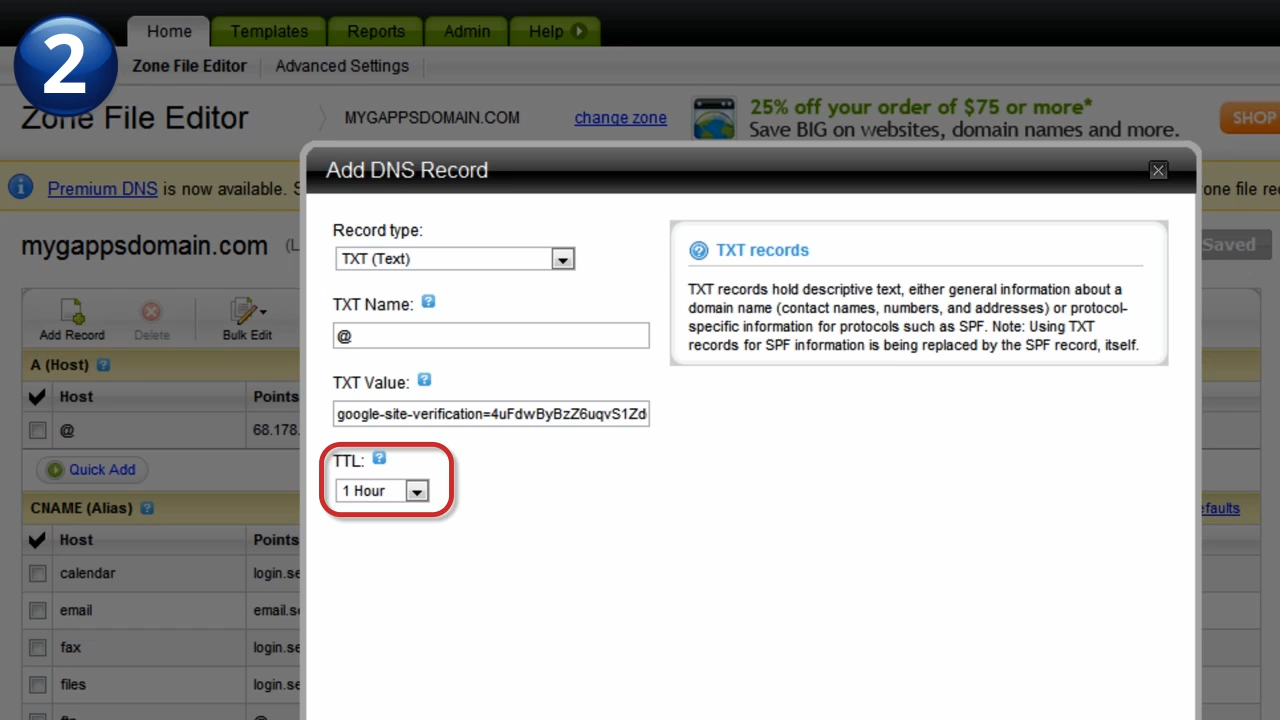 2
Home
Templates
Reports
Admin
Help
Zone File Editor
Advanced Settings
Zone File Editor
MYGAPPSDOMAIN.COM
change zone
25% off your order of $75 or more*
Save BIG on websites, domain names and more.
SHOP
Premium DNS is now available. S
one file re
mygappsdomain.com
(L
Saved
Add Record
Delete
Bulk Edit
A (Host)
Host
Points
@
68.178.
Quick Add
CNAME (Alias)
efaults
Host
Points
calendar
login.se
email
email.s
fax
login.se
files
login.se
Add DNS Record
Record type:
TXT (Text)
TXT Name:
@
TXT Value:
google-site-verification=4uFdwByBzZ6uqvS1Zd
TTL:
1 Hour
TXT records
TXT records hold descriptive text, either general information about a
domain name (contact names, numbers, and addresses) or protocol-
specific information for protocols such as SPF. Note: Using TXT
records for SPF information is being replaced by the SPF record, itself.